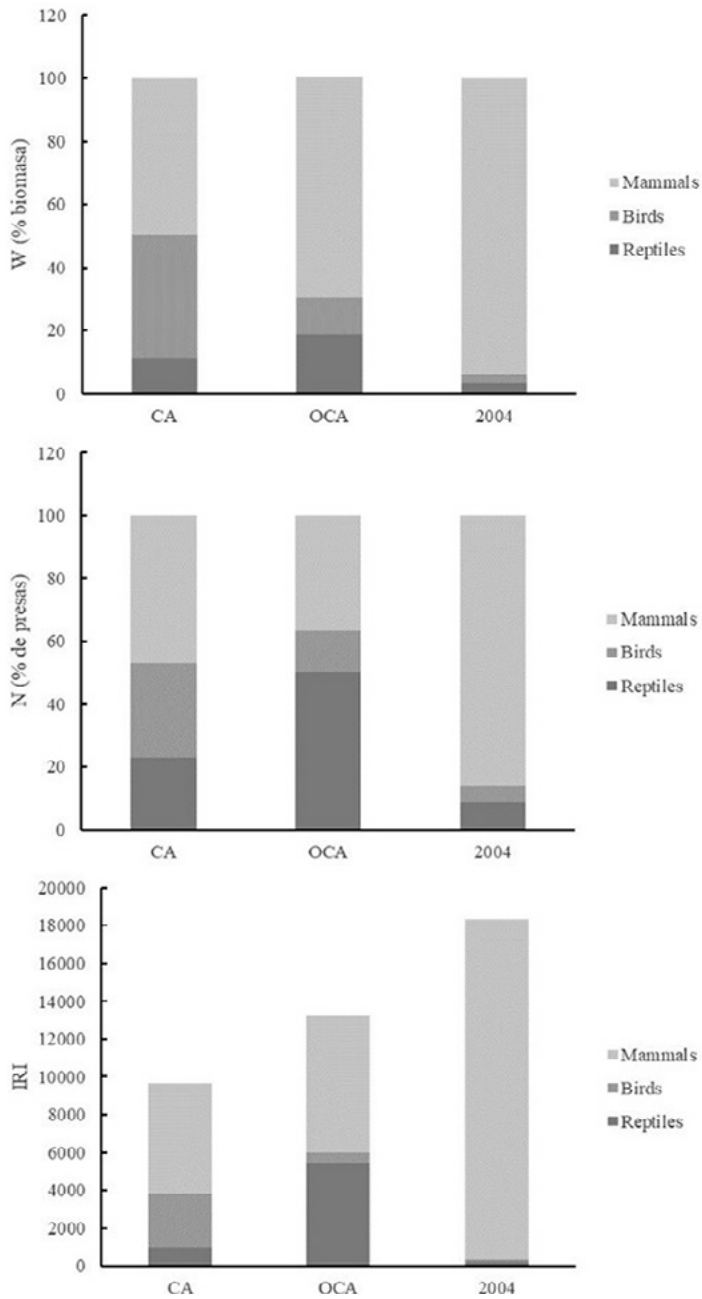 120
100
80
60
40
20
0
W (% biomasa)
CA
OCA
2004
Mammals
Birds
Reptiles
120
100
80
60
40
20
0
N (% de presas)
CA
OCA
2004
Mammals
Birds
Reptiles
20000
18000
16000
14000
12000
10000
8000
6000
4000
2000
0
IRI
CA
OCA
2004
Mammals
Birds
Reptiles